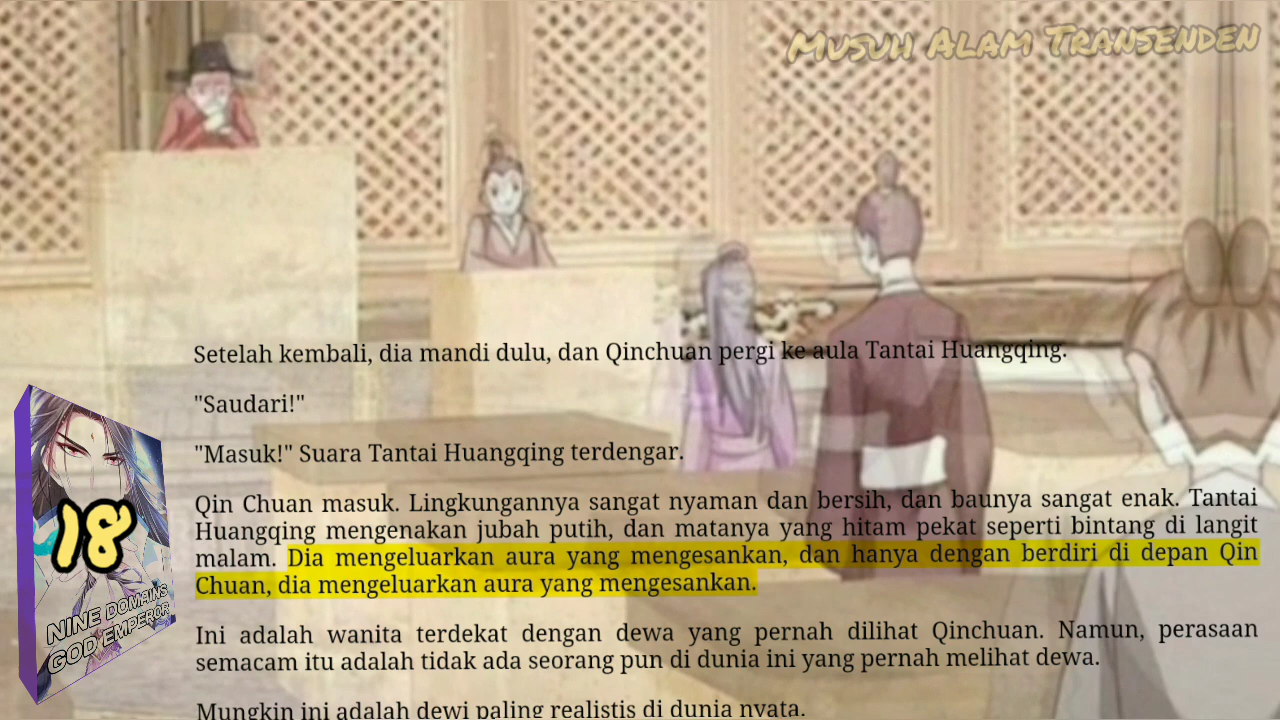 Musuh Alam Transenden
Setelah kembali, dia mandi dulu, dan Qinchuan pergi ke aula Tantai Huangqing.
"Saudari!"
"Masuk!" Suara Tantai Huangqing terdengar.
Qin Chuan masuk. Lingkungannya sangat nyaman dan bersih, dan baunya sangat enak. Tantai
Huangqing mengenakan jubah putih, dan matanya yang hitam pekat seperti bintang di langit
malam. Dia mengeluarkan aura yang mengesankan, dan hanya dengan berdiri di depan Qin
Chuan, dia mengeluarkan aura yang mengesankan.
Ini adalah wanita terdekat dengan dewa yang pernah dilihat Qinchuan. Namun, perasaan
semacam itu adalah tidak ada seorang pun di dunia ini yang pernah melihat dewa.
Mungkin ini adalah dewi paling realistis di dunia nyata.
18
NINE DOMAINS
GOD EMPEROR